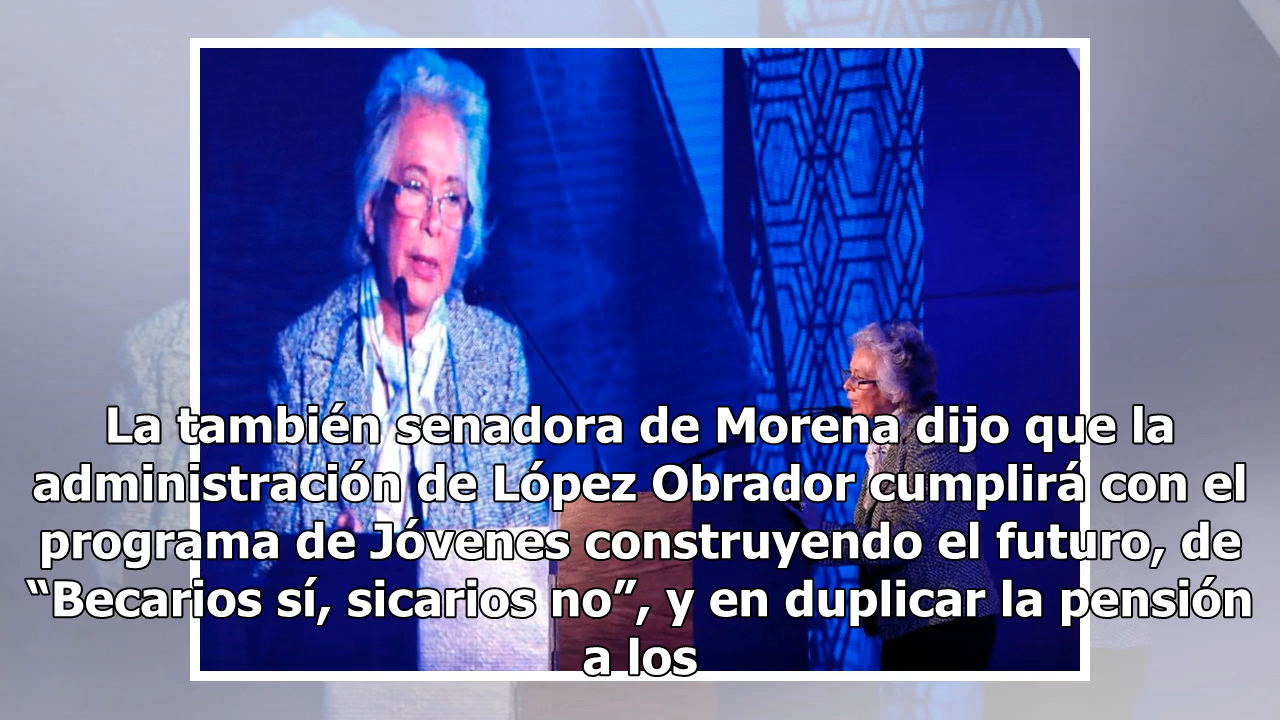 La también senadora de Morena dijo que la
administración de López Obrador cumplirá con el
programa de Jóvenes construyendo el futuro, de
“Becarios sí, sicarios no”, y en duplicar la pensión
a los